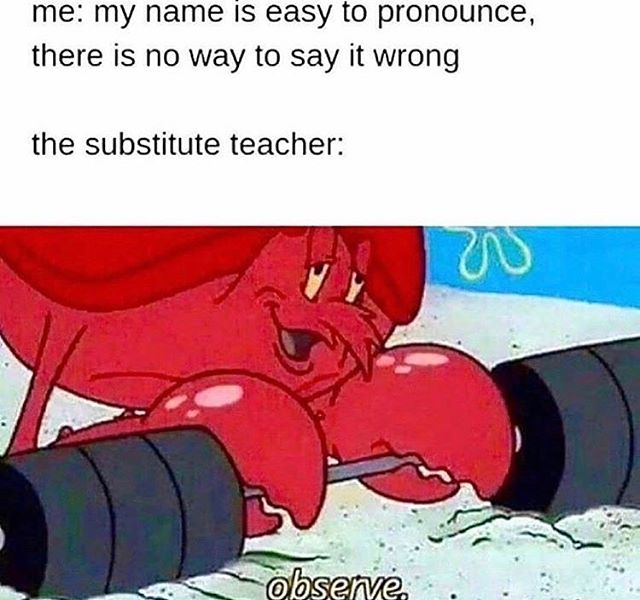 me: my name is easy to pronounce,
there is no way to say it wrong
the substitute teacher:
observe.